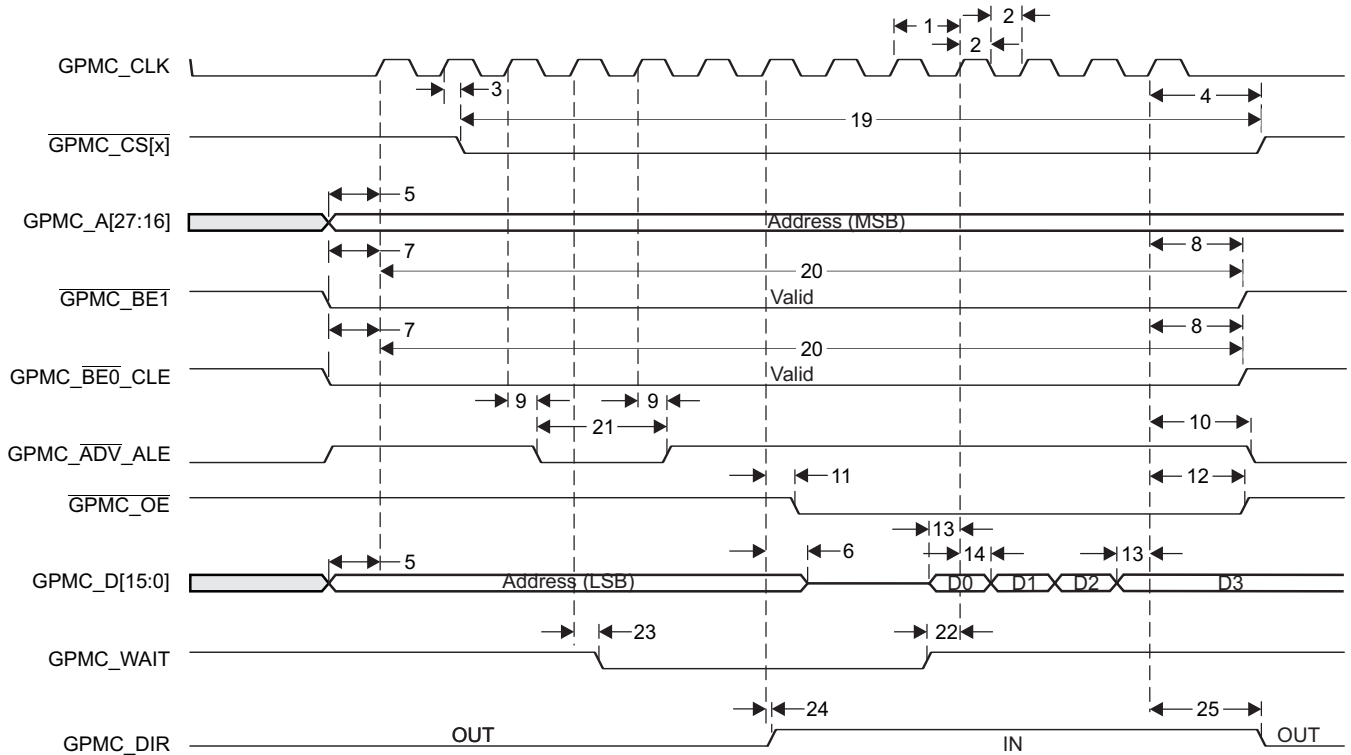 1
2
2
GPMC_CLK
3
4
19
GPMC_CS[x]
5
GPMC_A[27:16]
Address (MSB)
7
8
20
GPMC_BE1
Valid
7
8
20
GPMC_BE0_CLE
Valid
9
9
21
10
GPMC_ADV_ALE
11
12
GPMC_OE
13
5
6
14
13
GPMC_D[15:0]
Address (LSB)
D0
D1
D2
D3
23
22
GPMC_WAIT
24
25
GPMC_DIR
OUT
IN
OUT